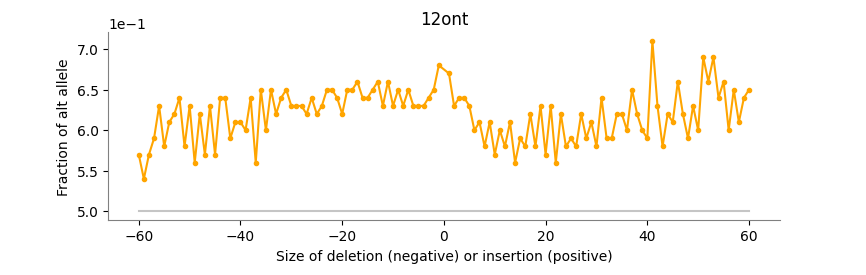 12ont
1e−1
7.0
6.5
6.0
5.5
5.0
Fraction of alt allele
−60 −40 −20 0 20 40 60
Size of deletion (negative) or insertion (positive)